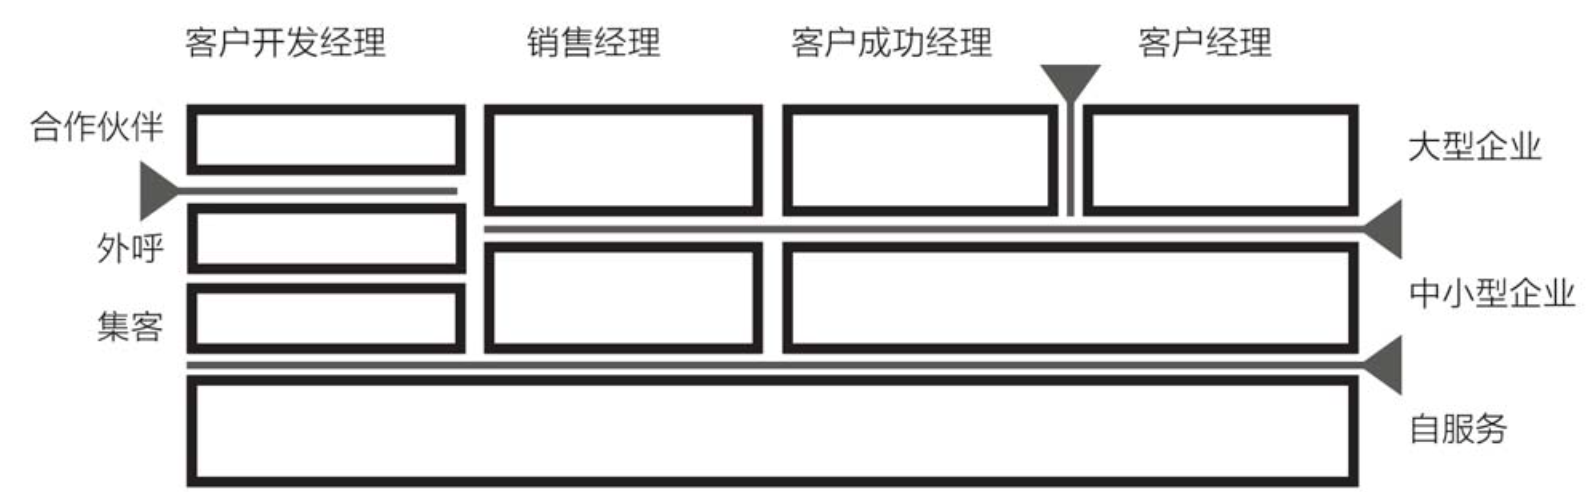 客户开发经理
销售经理
客户成功经理
客户经理
合作伙伴
大型企业
外呼
中小型企业
集客
自服务